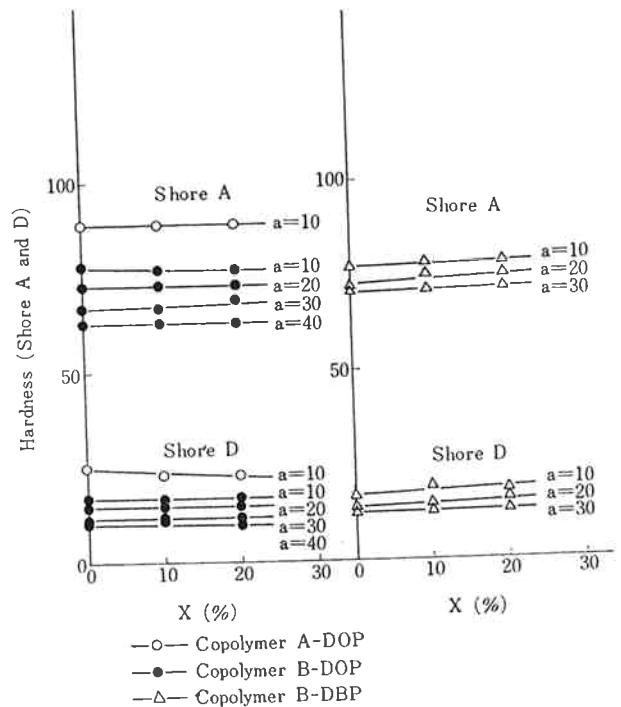 Hardness (Shore A and D)
100
50
0
Shore A
a=10
a=10
a=20
a=30
a=40
Shore D
a=10
a=10
a=20
a=30
a=40
0
10
20
30
X (%)
100
50
Shore A
a=10
a=20
a=30
Shore D
a=10
a=20
a=30
0
10
20
30
X (%)
Copolymer A-DOP
Copolymer B-DOP
Copolymer B-DBP